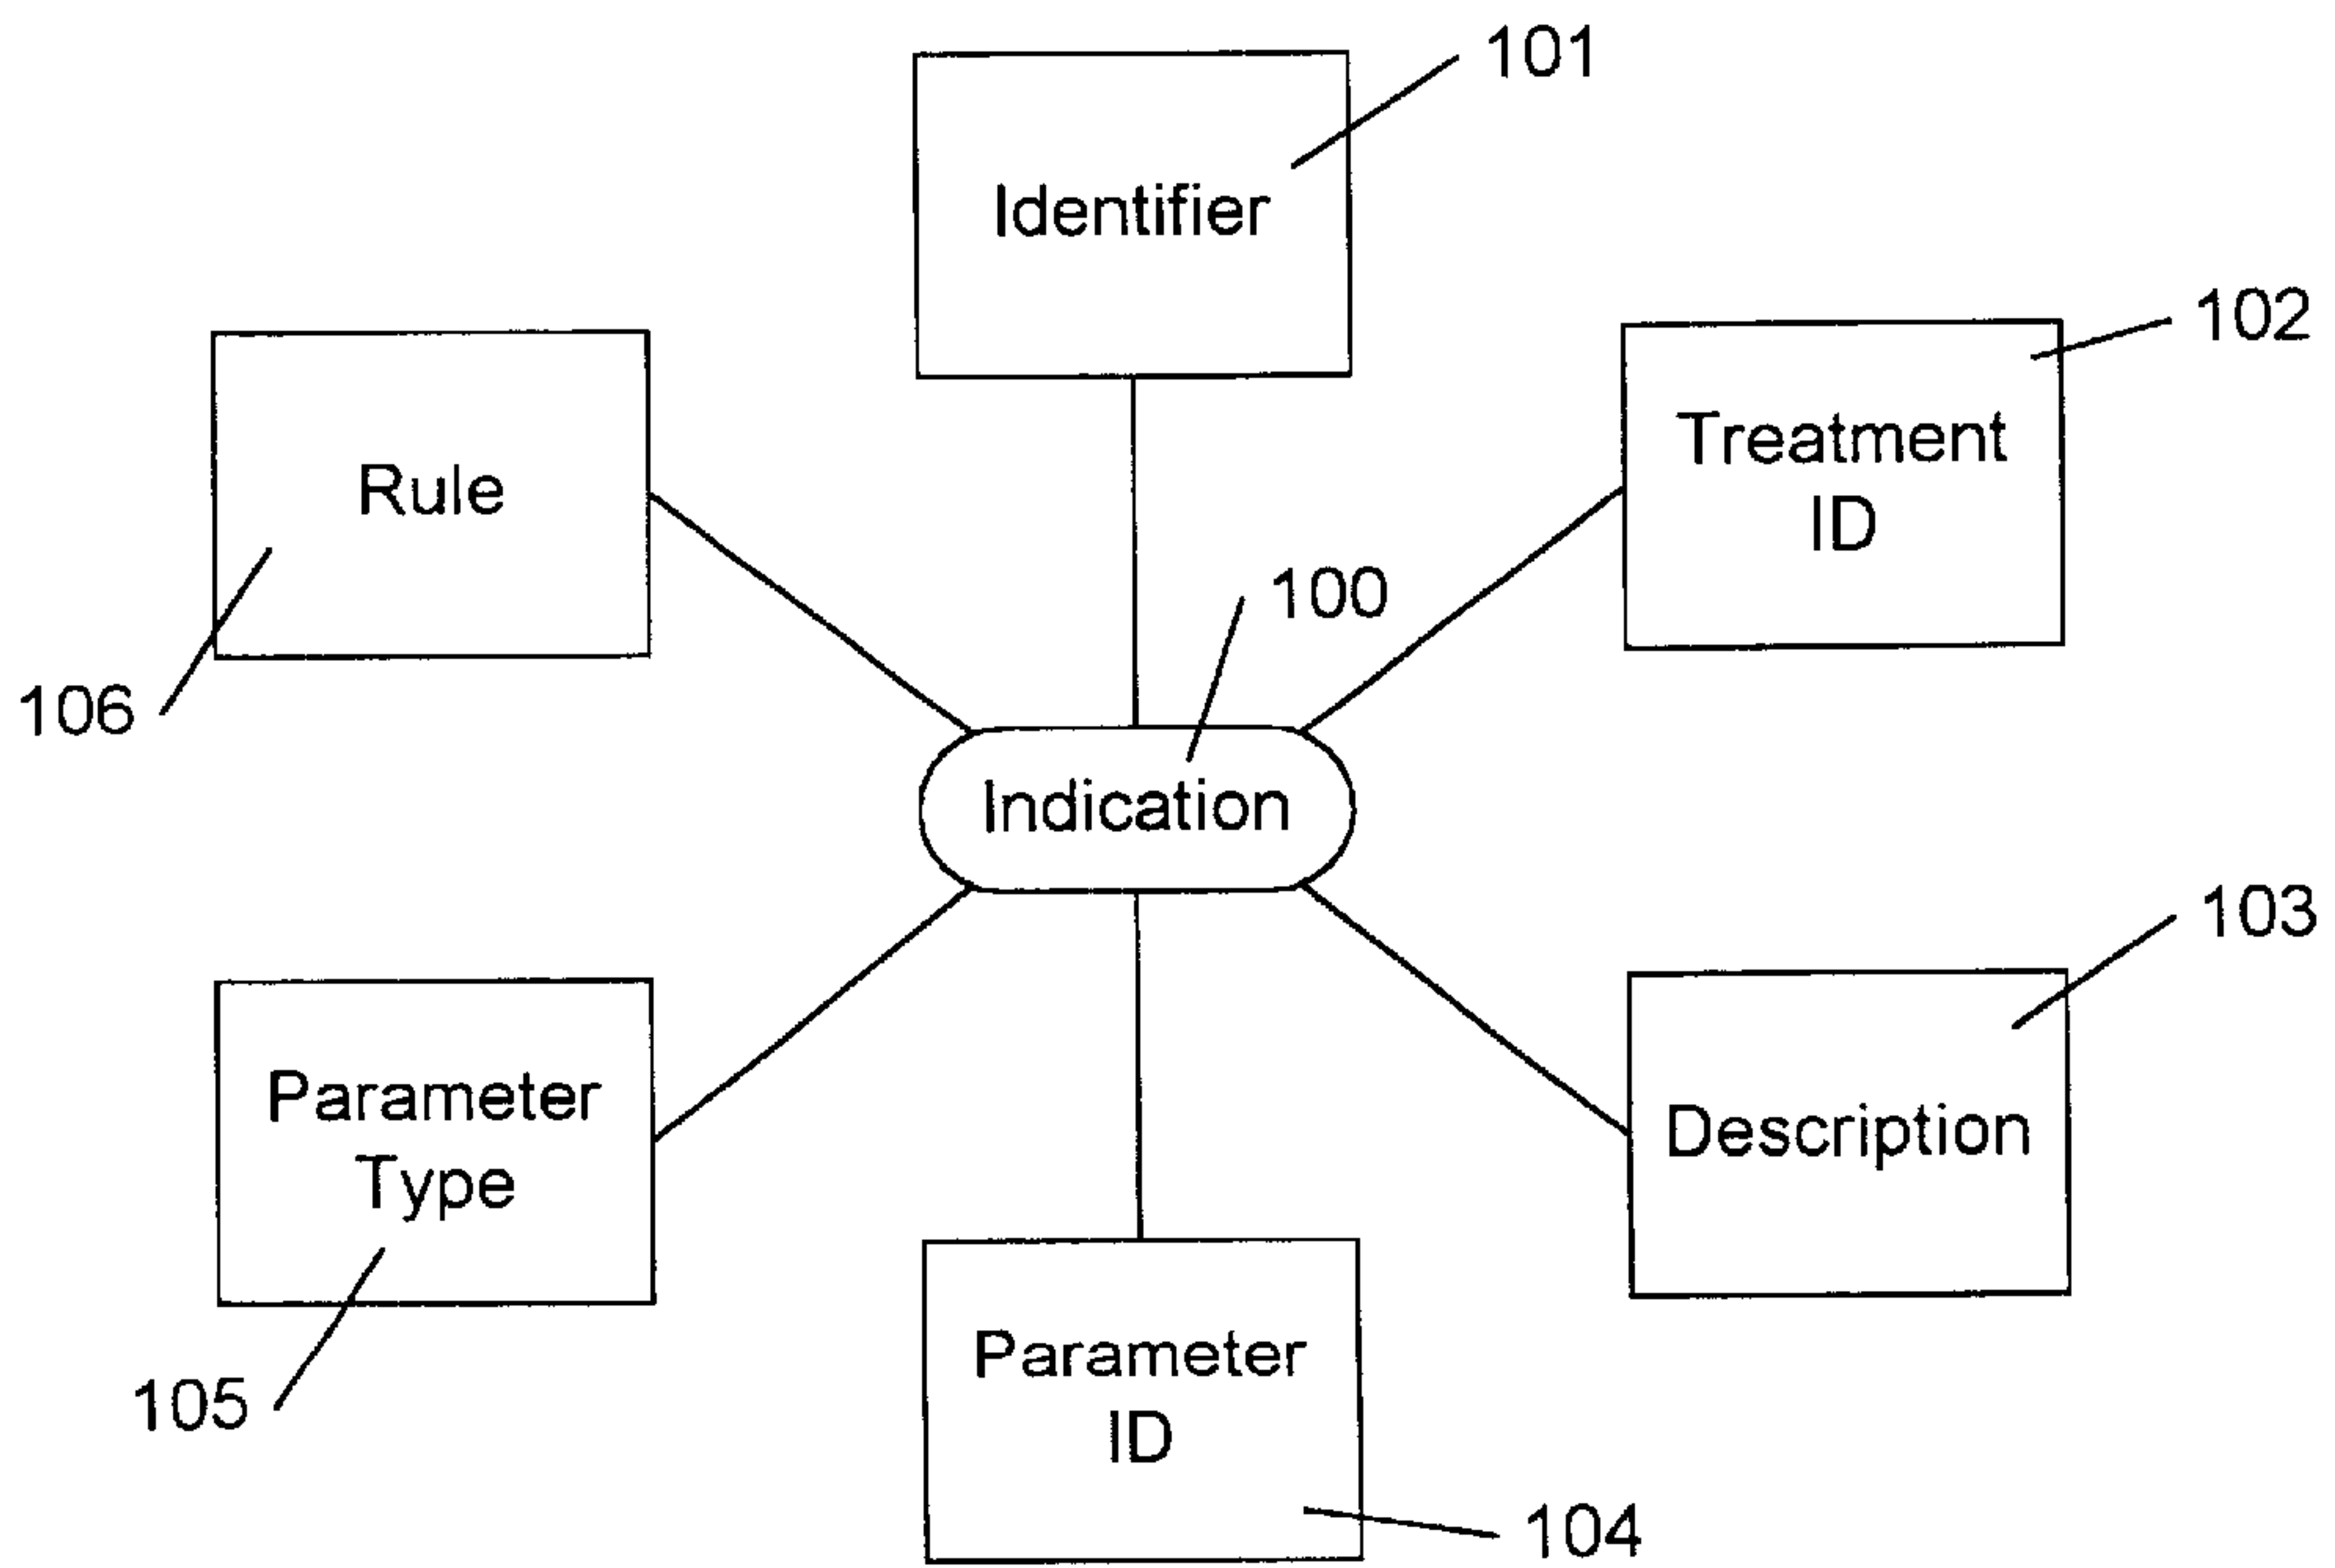 101
Identifier
102
Treatment
ID
Rule
100
106
Indication
103
Parameter
Type
Description
105
Parameter
ID
104